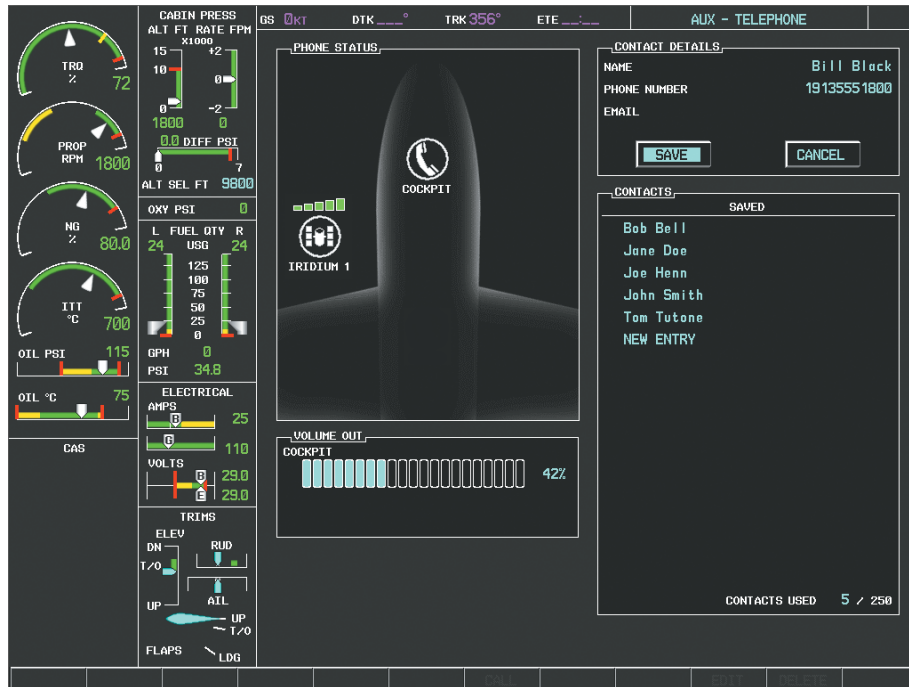 GS 0KT DTK ___° TRK 356° ETE __:__ AUX - TELEPHONE
TRQ
%
72
PROP
RPM
1800
NG
%
80.0
ITT
°C
700
OIL PSI 115
OIL °C 75
CAS
CABIN PRESS
ALT FT RATE FPM
X1000
15 +2
10 0
0 -2
1800 0
0.0 DIFF PSI
0 7
ALT SEL FT 9800
OXY PSI 0
L FUEL QTY R
24 USG 24
125
100
75
50
25
0
GPH 0
PSI 34.8
ELECTRICAL
AMPS
B 25
G 110
VOLTS
B 29.0
E 29.0
TRIMS
ELEV
DN RUD
T/O
UP AIL
UP
T/O
FLAPS LDG
PHONE STATUS
COCKPIT
IRIDIUM 1
VOLUME OUT
COCKPIT
42%
CONTACT DETAILS
NAME Bill Black
PHONE NUMBER 19135551800
EMAIL
SAVE CANCEL
CONTACTS
SAVED
Bob Bell
Jane Doe
Joe Henn
John Smith
Tom Tutone
NEW ENTRY
CONTACTS USED 5 / 250
CALL EDIT DELETE